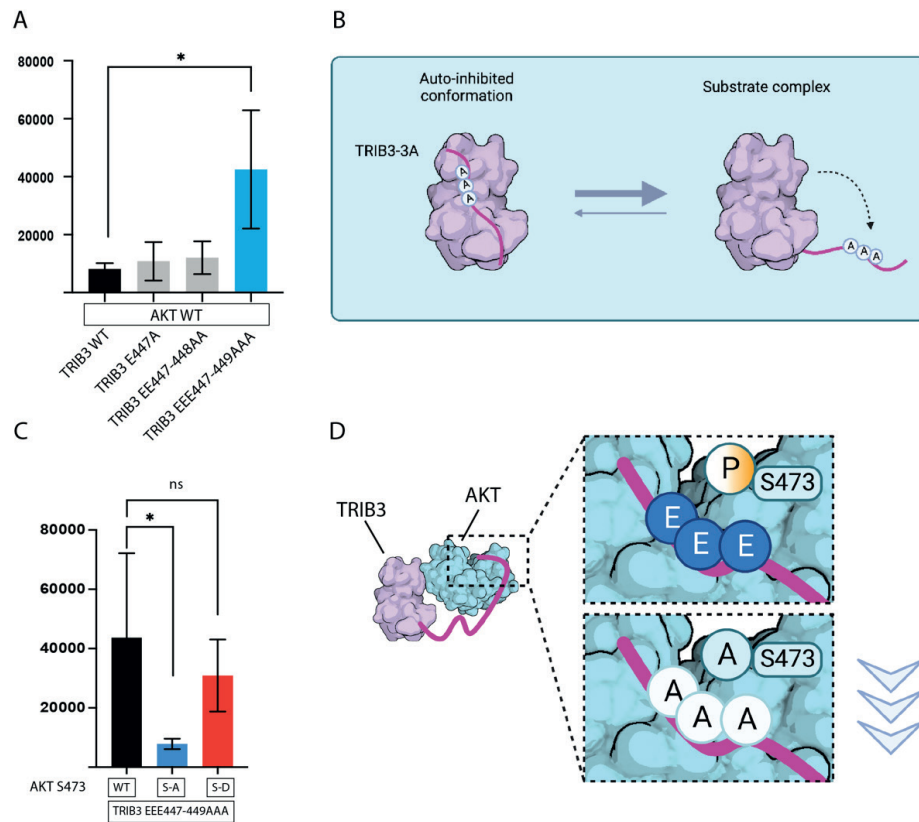 A
80000
60000
40000
20000
*
AKT WT
TRIB3 WT
TRIB3 E447A
TRIB3 EE447-448AA
TRIB3 EEE447-449AAA
B
Auto-inhibited
conformation
Substrate complex
TRIB3-3A
A
A
A
A A A
C
80000
60000
40000
20000
ns
*
AKT S473
WT
S-A
S-D
TRIB3 EEE447-449AAA
D
TRIB3
AKT
P
S473
E
E
E
A
S473
A
A
A